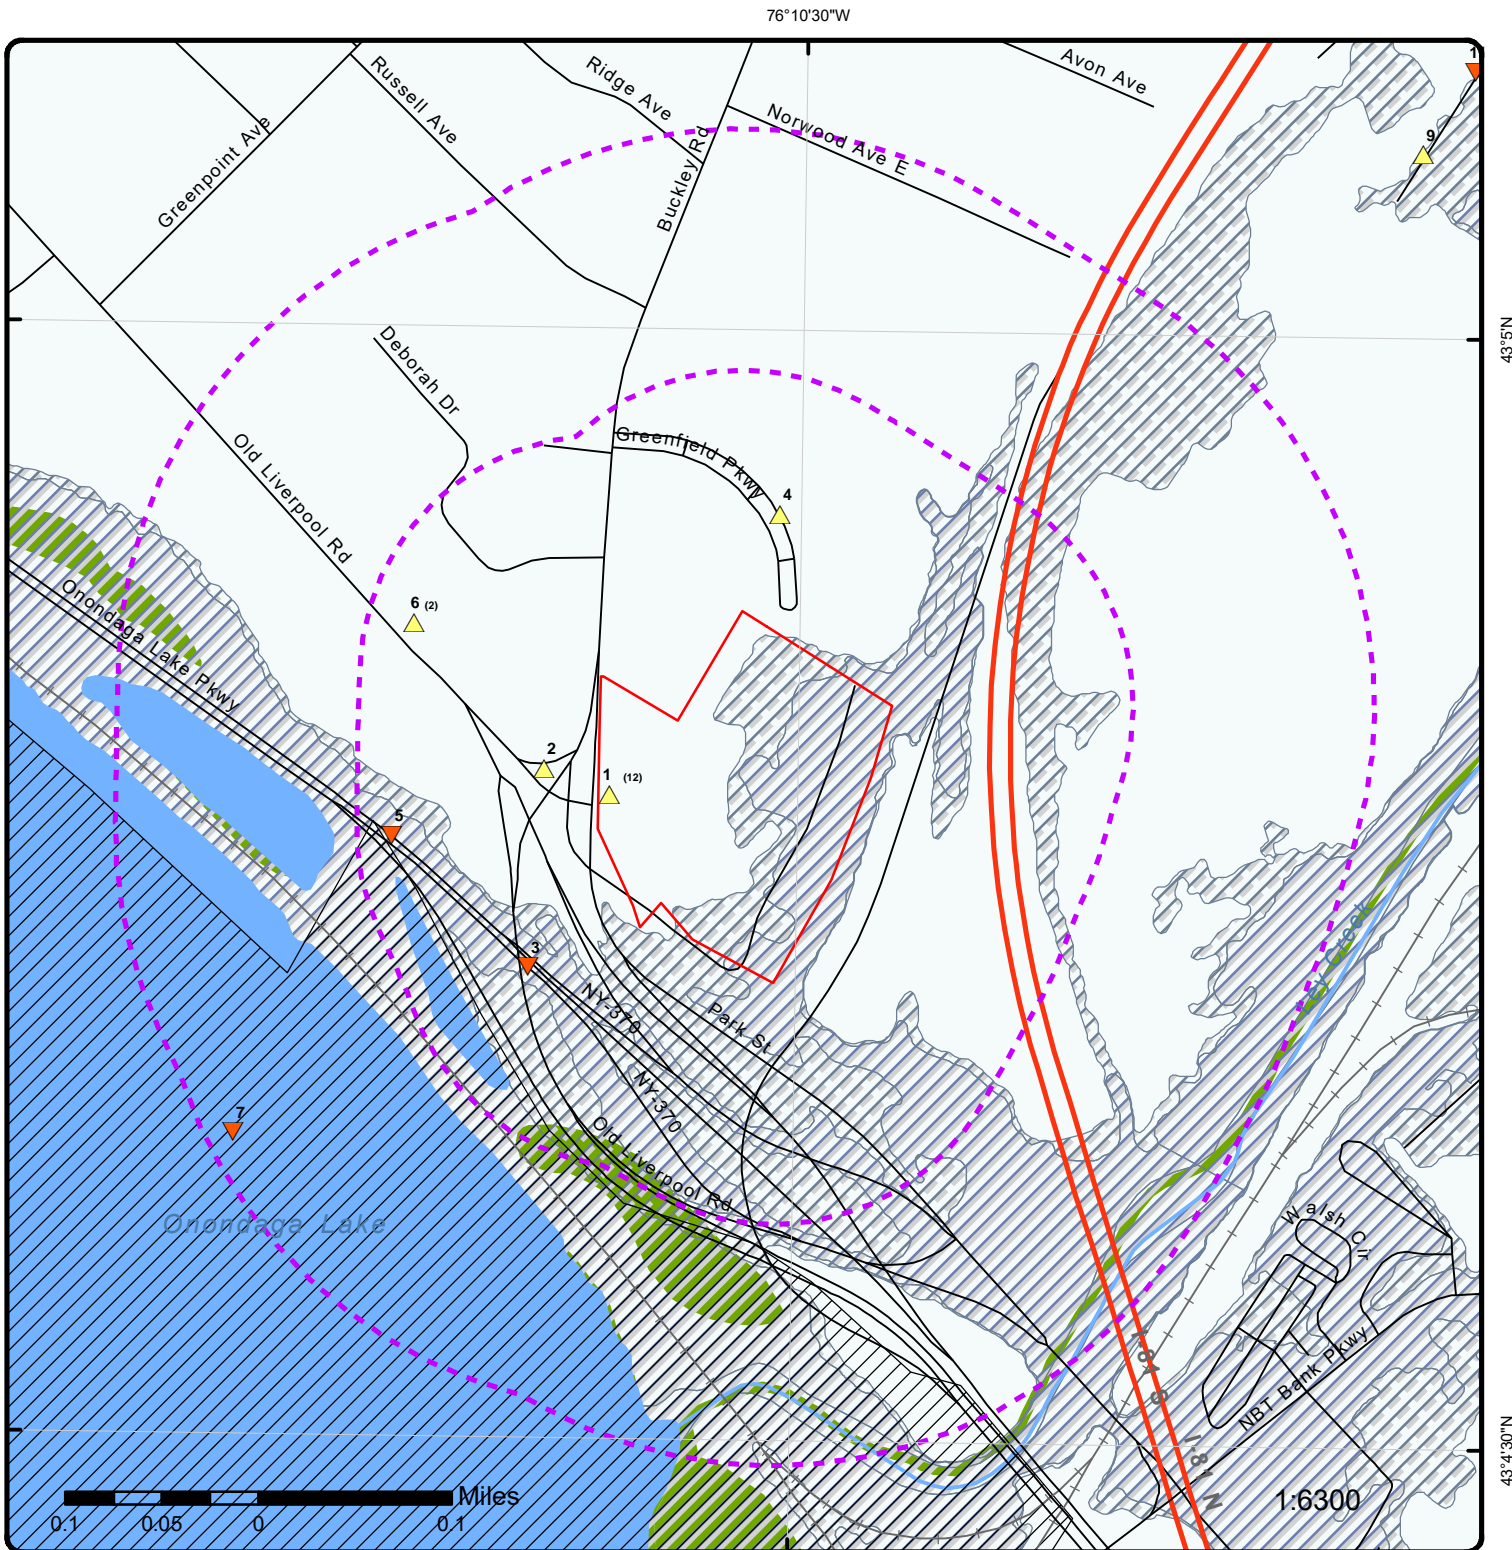 76°10'30"W
Avon Ave
1
Ridge Ave
Russell Ave
Norwood Ave E
9
Greenpoint Ave
Buckley Rd
43°5'N
Deborah Dr
Greenfield Pkwy
Old Liverpool Rd
4
Onondaga Lake Pkwy
6 (2)
2
1 (12)
5
3
NY-370
Park St
NY-370
7
Old Liverpool Rd
Onondaga Lake
Walsh Cir
I-81 S
NBT Bank Pkwy
I-81 N
43°4'30"N
Miles
0.1 0.05 0 0.1
1:6300